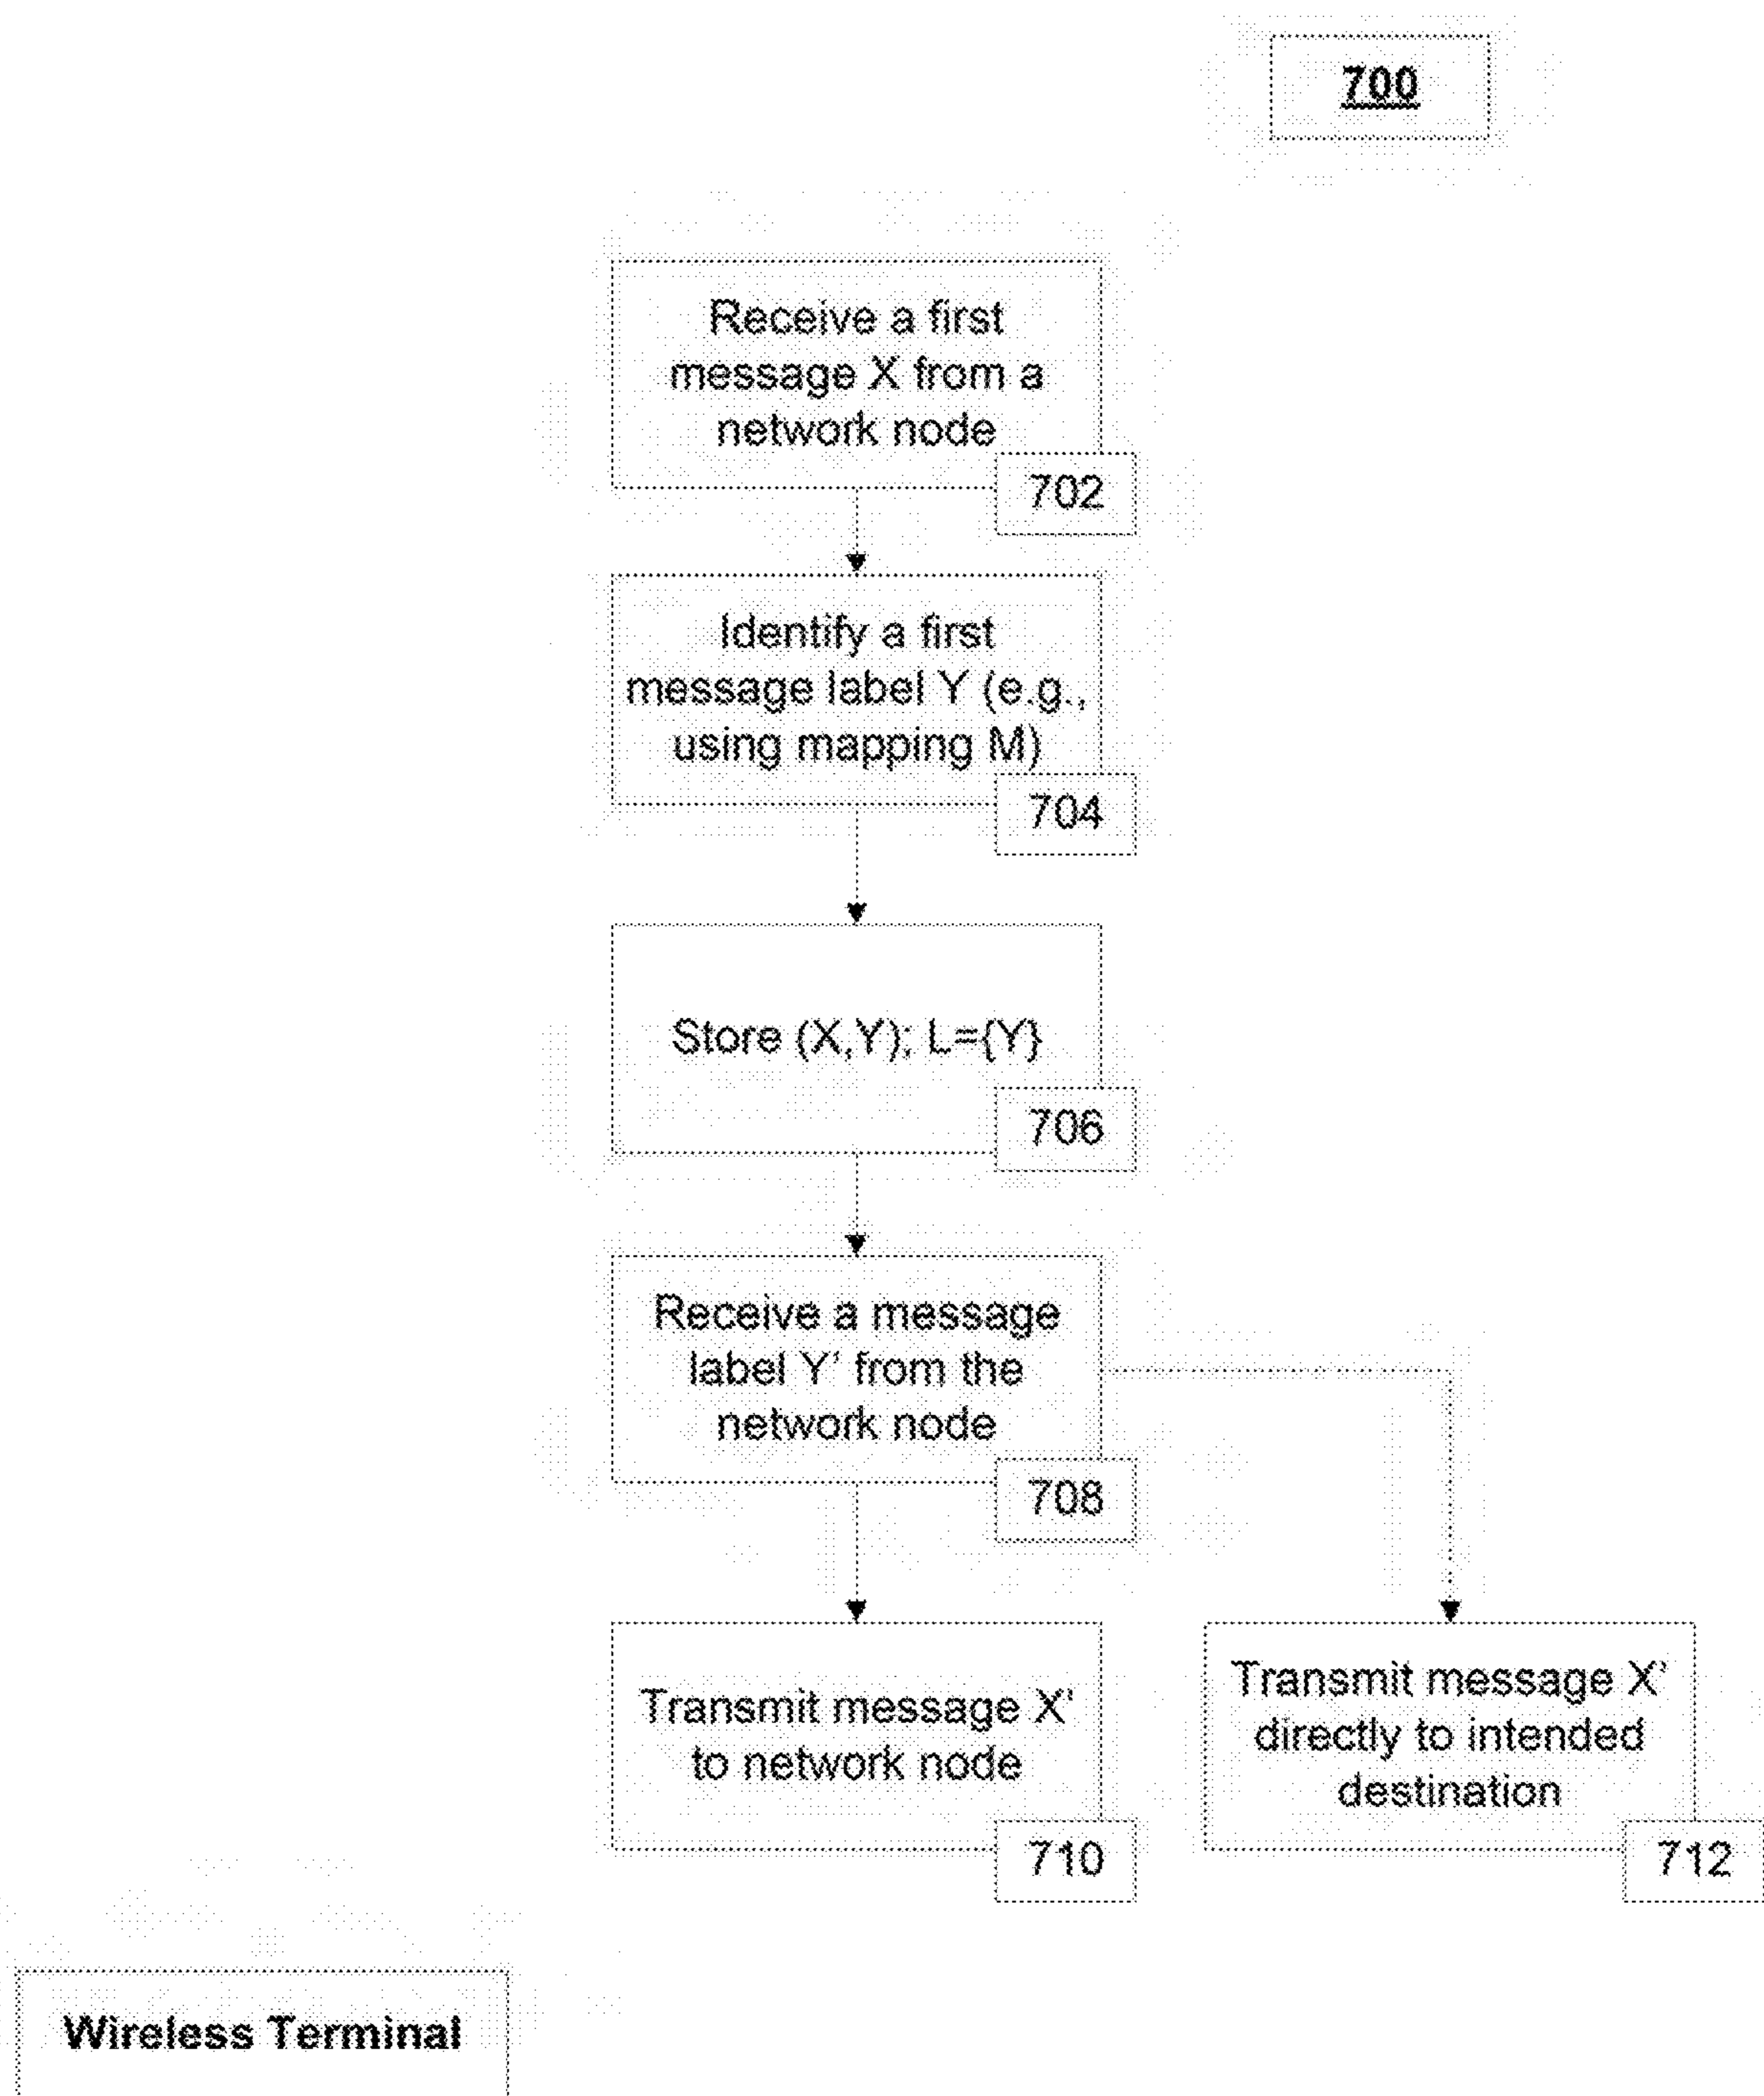 700
Receive a first
message X from a
network node
702
Identify a first
message label Y (e.g.,
using mapping M)
704
Store (X,Y); L={Y}
706
Receive a message
label Y' from the
network node
708
Transmit message X'
to network node
710
Transmit message X'
directly to intended
destination
712
Wireless Terminal